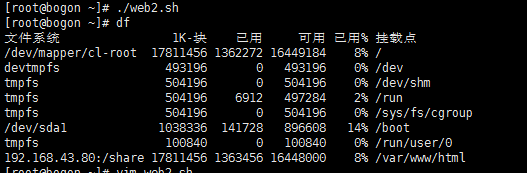 [root@bogon ~]# ./web2.sh
[root@bogon ~]# df
文件系统 1K-块 已用 可用 已用% 挂载点
/dev/mapper/cl-root 17811456 1362272 16449184 8% /
devtmpfs 493196 0 493196 0% /dev
tmpfs 504196 0 504196 0% /dev/shm
tmpfs 504196 6912 497284 2% /run
tmpfs 504196 0 504196 0% /sys/fs/cgroup
/dev/sda1 1038336 141728 896608 14% /boot
tmpfs 100840 0 100840 0% /run/user/0
192.168.43.80:/share 17811456 1363456 16448000 8% /var/www/html
[root@bogon ~]# vim web2.sh